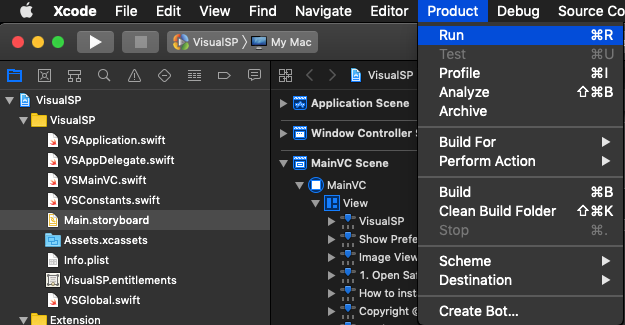 Xcode File Edit View Find Navigate Editor Product Debug Source Co
VisualSP My Mac
VisualSP
VisualSP
VSApplication.swift
VSAppDelegate.swift
VSMainVC.swift
VSConstants.swift
Main.storyboard
Assets.xcassets
Info.plist
VisualSP.entitlements
VSGlobal.swift
Extension
VisualSP
Application Scene
Window Controller S
MainVC Scene
MainVC
View
VisualSP
Show Prefe
Image View
1. Open Saf
How to inst
Copyright ©
Run ⌘R
Test ⌘U
Profile ⌘I
Analyze ⇧⌘B
Archive
Build For
Perform Action
Build ⌘B
Clean Build Folder ⇧⌘K
Stop ⌘.
Scheme
Destination
Create Bot...